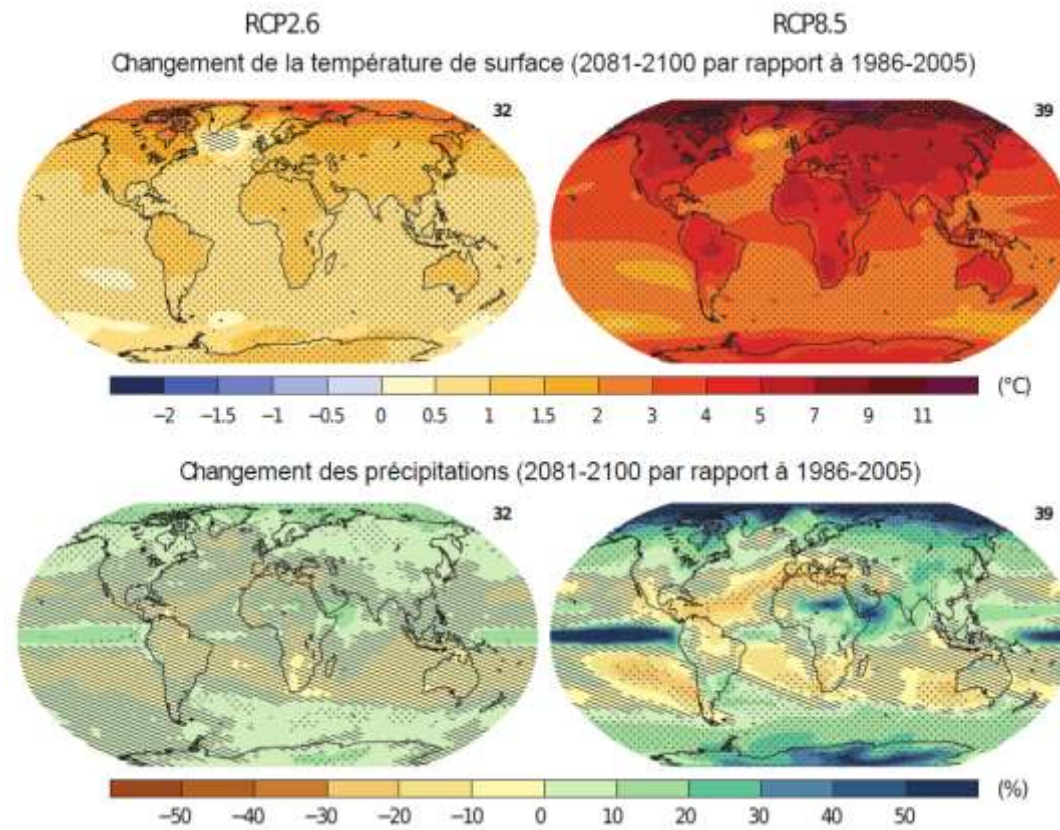 RCP2.6 RCP8.5
Changement de la température de surface (2081-2100 par rapport à 1986-2005)
32 39
−2 −1.5 −1 −0.5 0 0.5 1 1.5 2 3 4 5 7 9 11 (°C)
Changement des précipitations (2081-2100 par rapport à 1986-2005)
32 39
−50 −40 −30 −20 −10 0 10 20 30 40 50 (%)